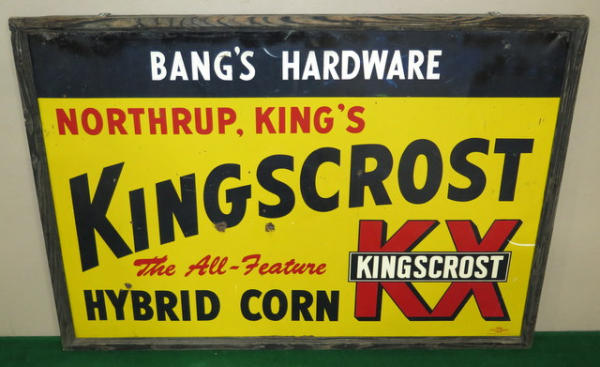 BANG'S HARDWARE
NORTHRUP, KING'S
KINGSCROST
The All-Feature
HYBRID CORN
KX
KINGSCROST